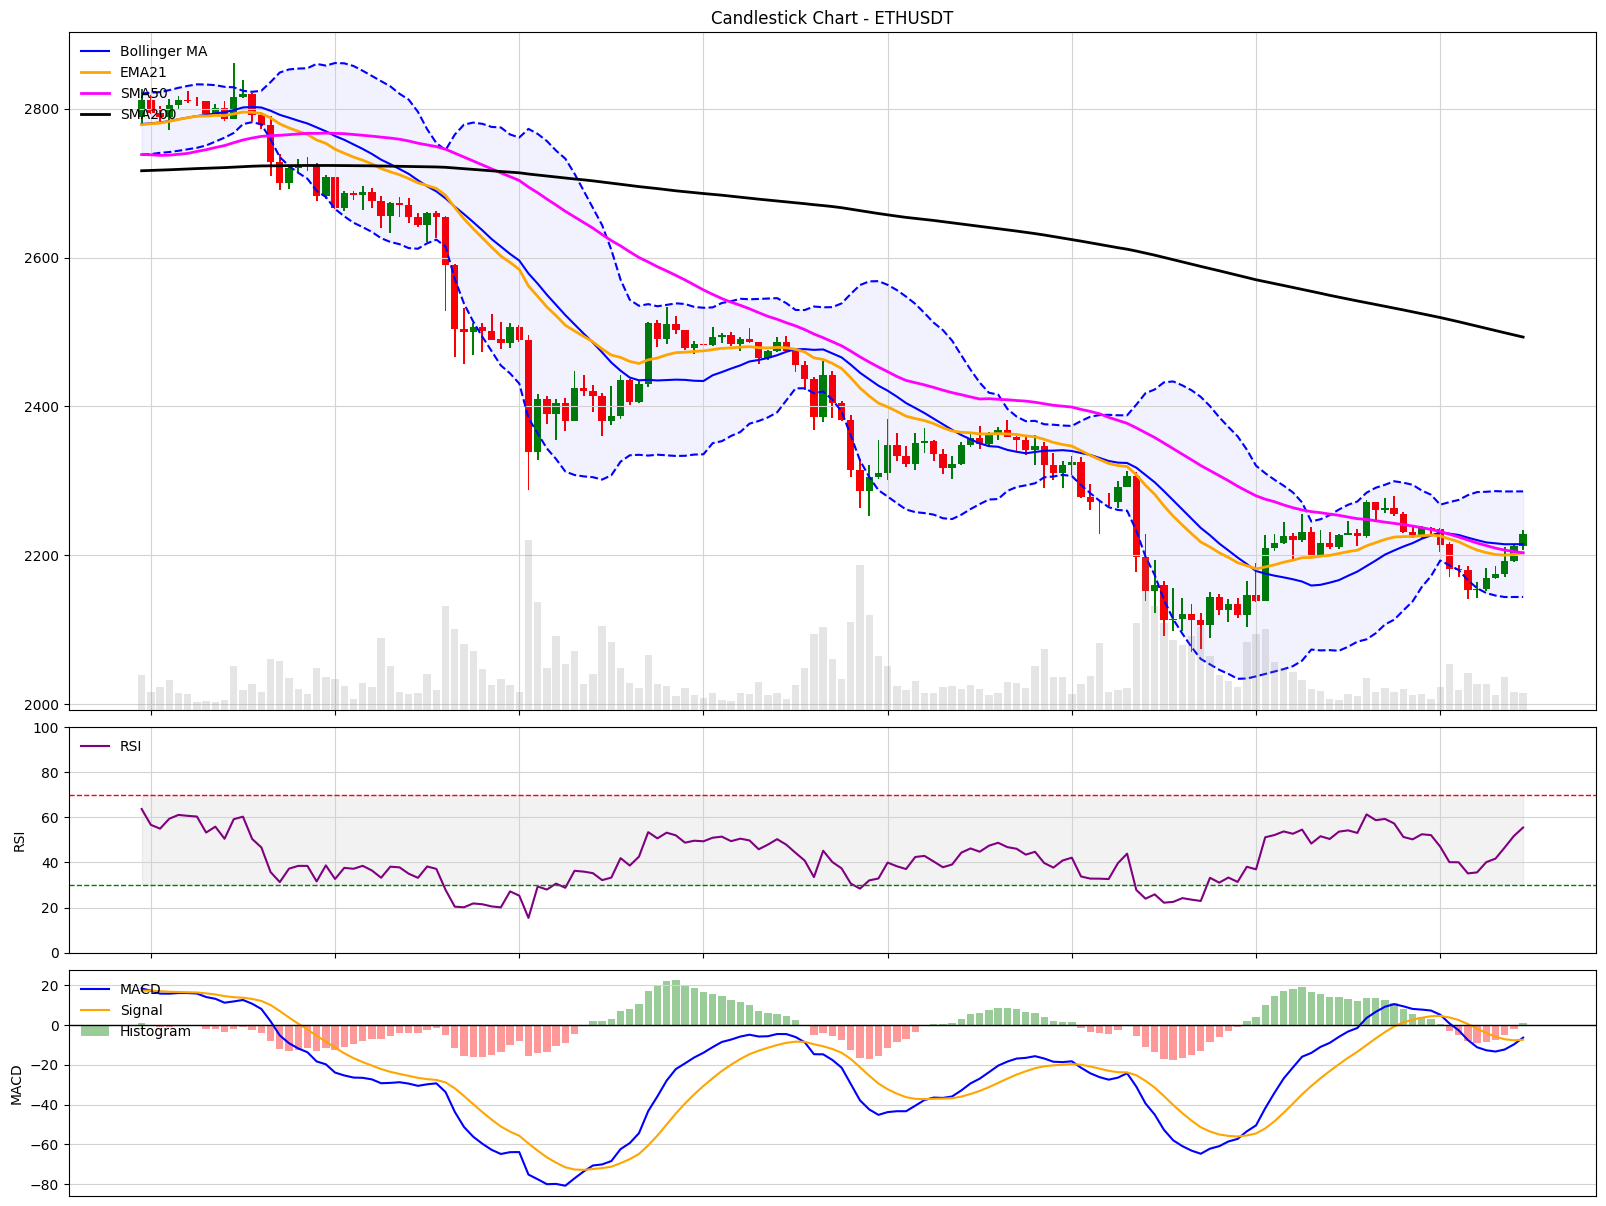 Candlestick Chart - ETHUSDT
Bollinger MA
EMA21
SMA50
SMA200
2800
2600
2400
2200
2000
RSI
100
80
60
40
20
0
RSI
MACD
Signal
Histogram
20
0
−20
−40
−60
−80
MACD